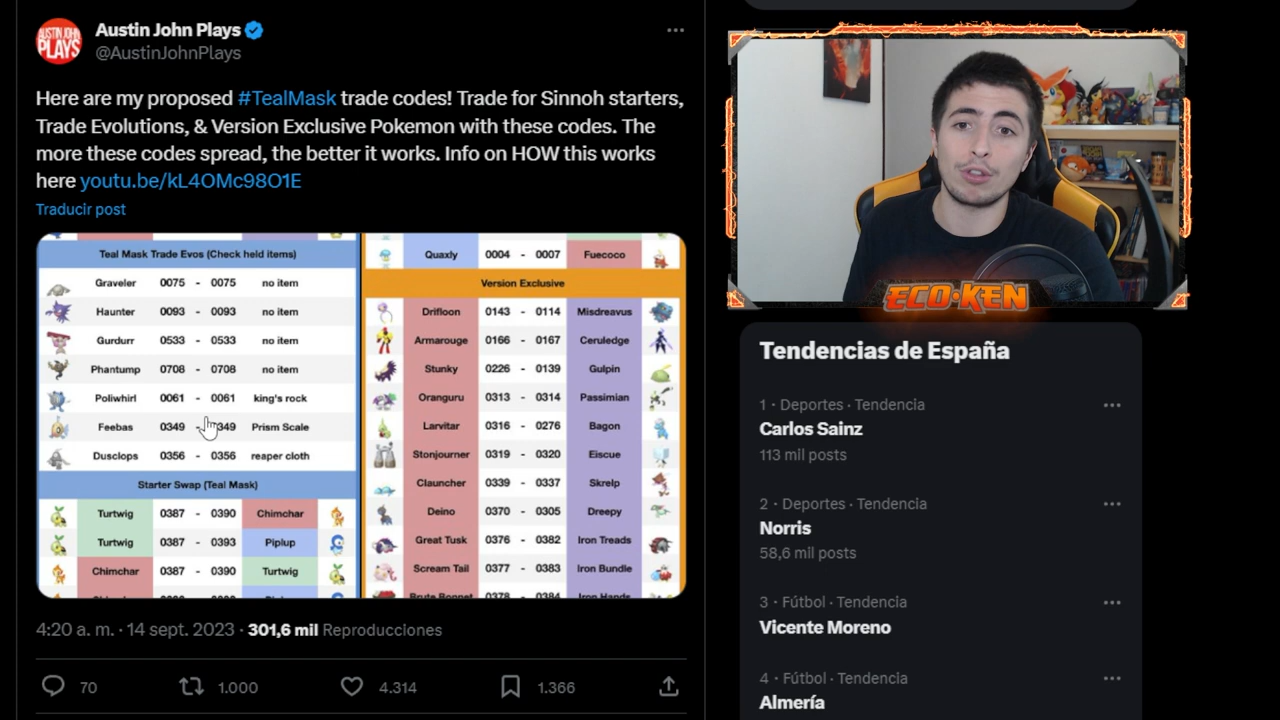 AUSTIN JOHN
PLAYS
Austin John Plays
@AustinJohnPlays
Here are my proposed #TealMask trade codes! Trade for Sinnoh starters,
Trade Evolutions, & Version Exclusive Pokemon with these codes. The
more these codes spread, the better it works. Info on HOW this works
here youtu.be/kL4OMc98O1E
Traducir post
Teal Mask Trade Evos (Check held items)
Graveler 0075 - 0075 no item
Haunter 0093 - 0093 no item
Gurdurr 0533 - 0533 no item
Phantump 0708 - 0708 no item
Poliwhirl 0061 - 0061 king's rock
Feebas 0349 - 349 Prism Scale
Dusclops 0356 - 0356 reaper cloth
Starter Swap (Teal Mask)
Turtwig 0387 - 0390 Chimchar
Turtwig 0387 - 0393 Piplup
Chimchar 0387 - 0390 Turtwig
Quaxly 0004 - 0007 Fuecoco
Version Exclusive
Drifloon 0143 - 0114 Misdreavus
Armarouge 0166 - 0167 Ceruledge
Stunky 0226 - 0139 Gulpin
Oranguru 0313 - 0314 Passimian
Larvitar 0316 - 0276 Bagon
Stonjourner 0319 - 0320 Eiscue
Clauncher 0339 - 0337 Skrelp
Deino 0370 - 0305 Dreepy
Great Tusk 0376 - 0382 Iron Treads
Scream Tail 0377 - 0383 Iron Bundle
Brute Bonnet 0378 - 0384 Iron Hands
4:20 a. m. · 14 sept. 2023 · 301,6 mil Reproducciones
70 1.000 4.314 1.366
ECO·KEN
Tendencias de España
1 · Deportes · Tendencia
Carlos Sainz
113 mil posts
2 · Deportes · Tendencia
Norris
58,6 mil posts
3 · Fútbol · Tendencia
Vicente Moreno
4 · Fútbol · Tendencia
Almería